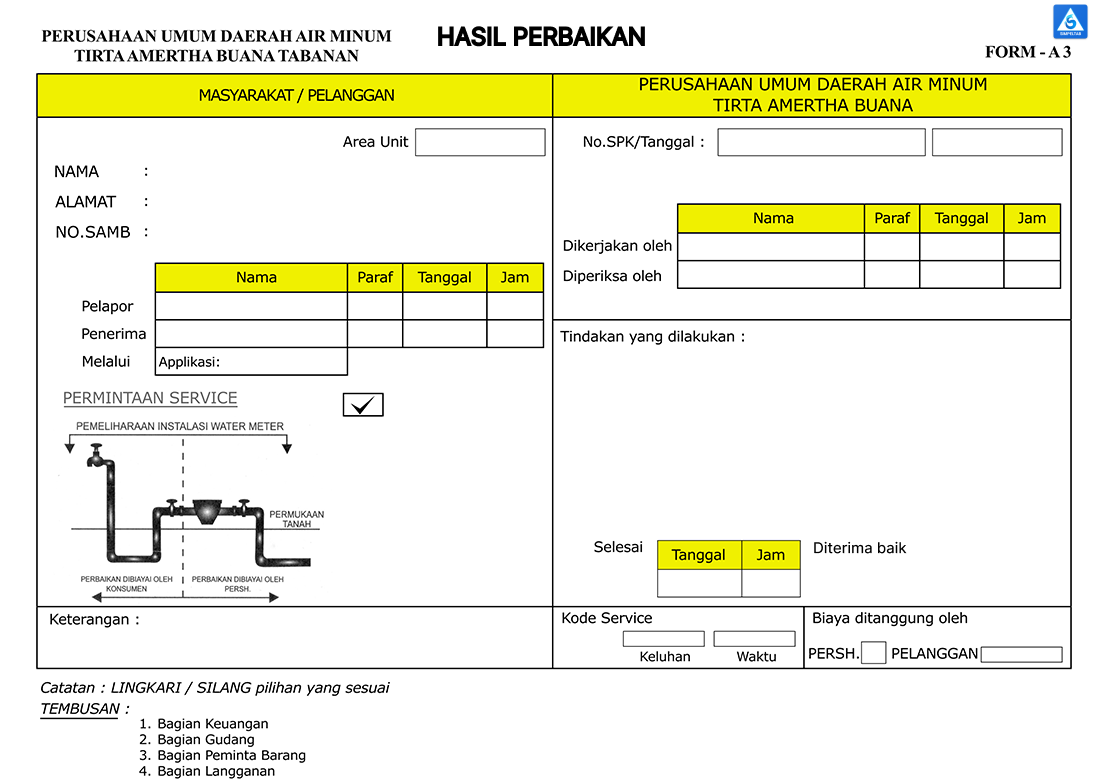 PERUSAHAAN UMUM DAERAH AIR MINUM
TIRTA AMERTHA BUANA TABANAN
HASIL PERBAIKAN
SIMPELTAB
FORM - A 3
MASYARAKAT / PELANGGAN
Area Unit
NAMA :
ALAMAT :
NO.SAMB :
Nama Paraf Tanggal Jam
Pelapor
Penerima
Melalui Applikasi:
PERMINTAAN SERVICE
PEMELIHARAAN INSTALASI WATER METER
PERMUKAAN
TANAH
PERBAIKAN DIBIAYAI OLEH
KONSUMEN
PERBAIKAN DIBIAYAI OLEH
PERSH.
Keterangan :
PERUSAHAAN UMUM DAERAH AIR MINUM
TIRTA AMERTHA BUANA
No.SPK/Tanggal :
Nama Paraf Tanggal Jam
Dikerjakan oleh
Diperiksa oleh
Tindakan yang dilakukan :
Selesai Tanggal Jam Diterima baik
Kode Service
Keluhan Waktu
Biaya ditanggung oleh
PERSH. PELANGGAN
Catatan : LINGKARI / SILANG pilihan yang sesuai
TEMBUSAN :
1. Bagian Keuangan
2. Bagian Gudang
3. Bagian Peminta Barang
4. Bagian Langganan